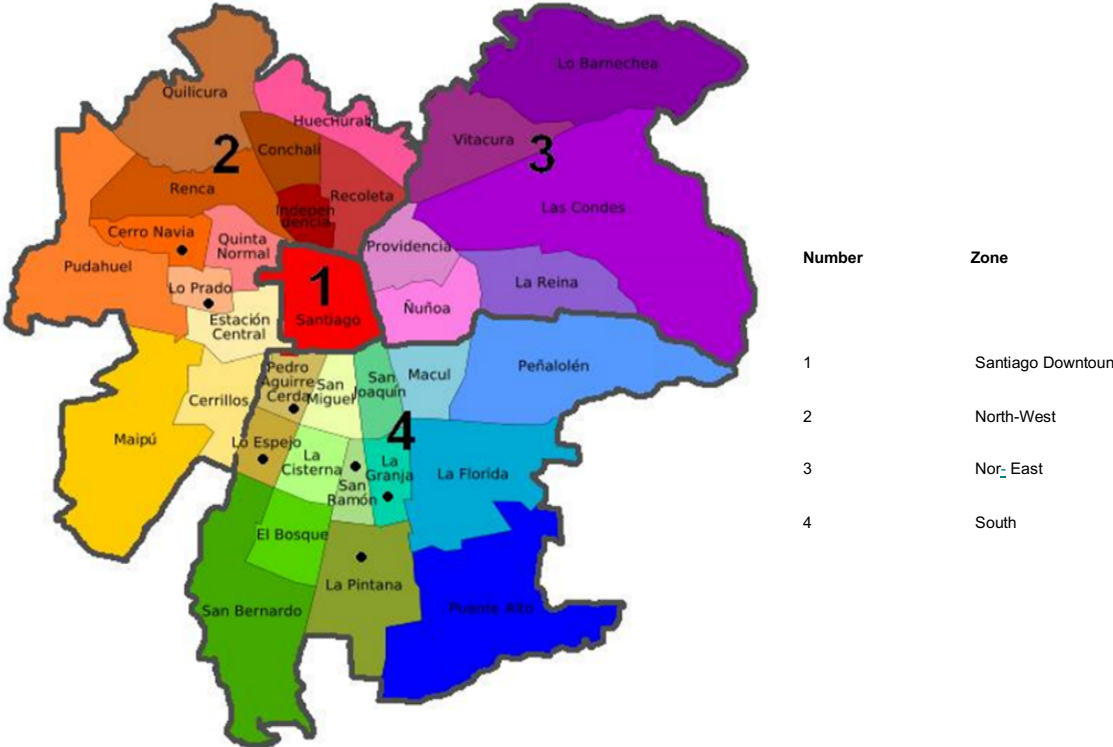 Lo Barnechea
Quilicura
Huechuraba
Vitacura
2
3
Conchalí
Renca
Recoleta
Indepen
dencia
Las Condes
Cerro Navia
Quinta
Normal
Providencia
Pudahuel
La Reina
Lo Prado
1
Ñuñoa
Santiago
Estación
Central
Pedro
Aguirre
Cerda
San
Miguel
San
Joaquín
Macul
Peñalolén
Cerrillos
Maipú
4
Lo Espejo
La
Cisterna
La
Granja
San
Ramón
La Florida
El Bosque
La Pintana
San Bernardo
Puente Alto
Number Zone
1 Santiago Downtoun
2 North-West
3 Nor- East
4 South